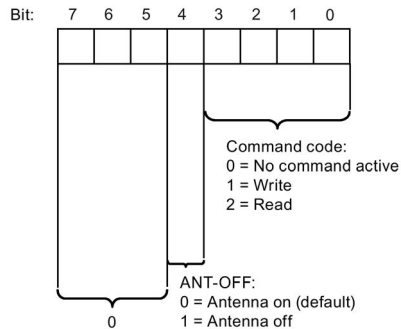 Bit: 7 6 5 4 3 2 1 0
Command code:
0 = No command active
1 = Write
2 = Read
ANT-OFF:
0 = Antenna on (default)
0 1 = Antenna off